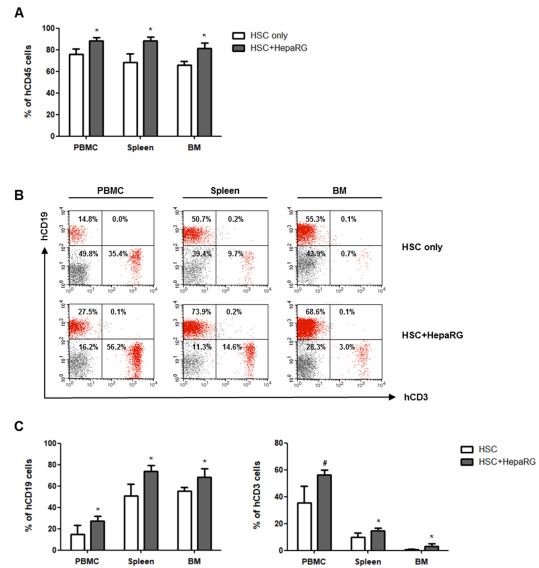 A
HSC only
HSC+HepaRG
% of hCD45 cells
100
80
60
40
20
0
* * *
PBMC Spleen BM
B
PBMC Spleen BM
hCD19
14.8% 0.0%
49.8% 35.4%
50.7% 0.2%
39.4% 9.7%
55.3% 0.1%
43.9% 0.7%
HSC only
27.5% 0.1%
16.2% 56.2%
73.9% 0.2%
11.3% 14.6%
68.6% 0.1%
28.3% 3.0%
HSC+HepaRG
hCD3
C
HSC
HSC+HepaRG
% of hCD19 cells
100
80
60
40
20
0
* * *
PBMC Spleen BM
% of hCD3 cells
80
60
40
20
0
# * *
PBMC Spleen BM